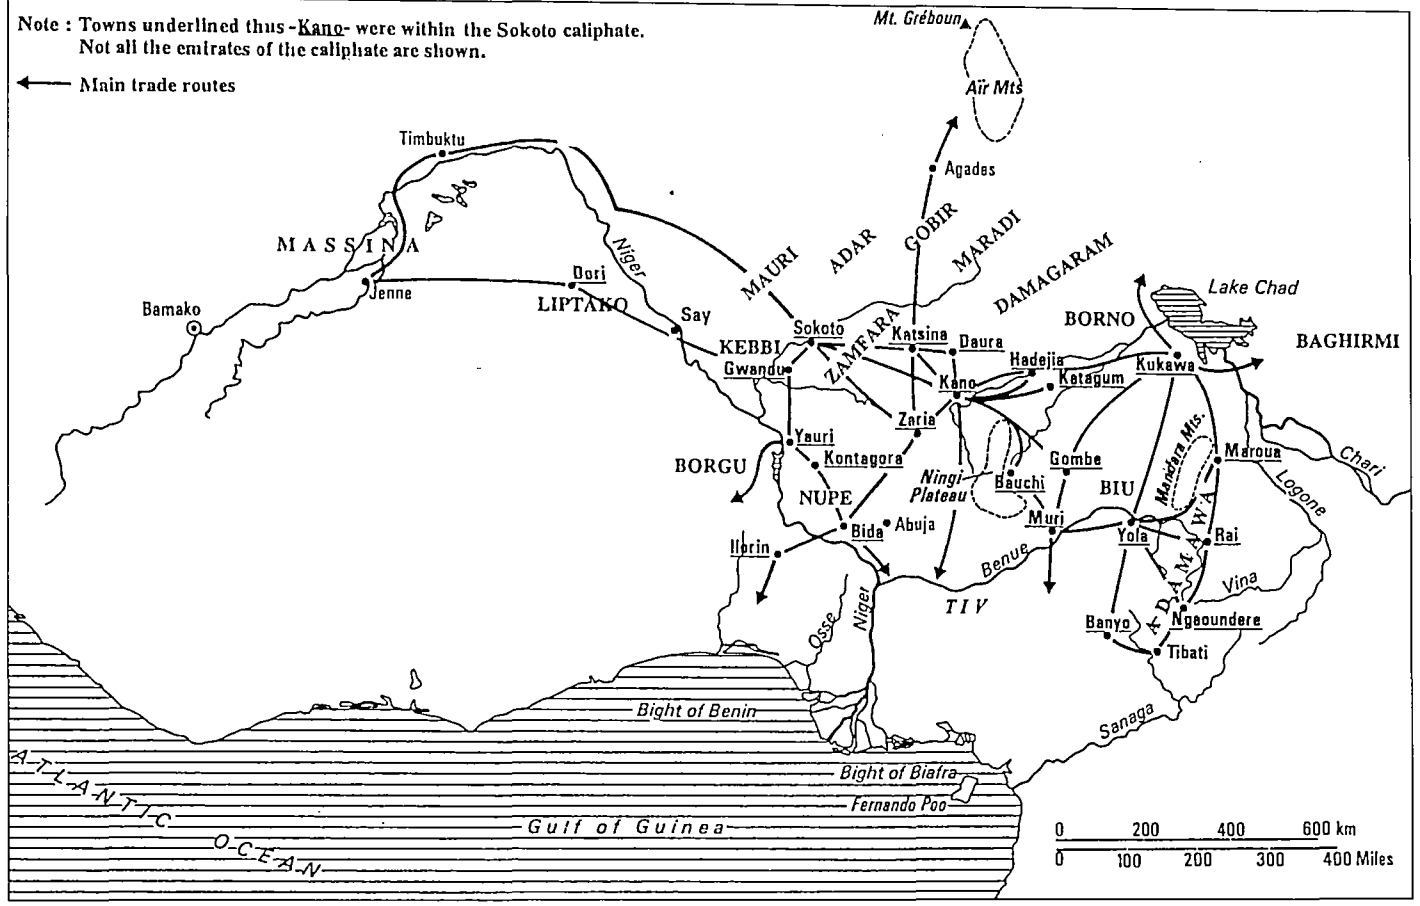 Note : Towns underlined thus -Kano- were within the Sokoto caliphate.
Not all the emirates of the caliphate are shown.
Main trade routes
Mt. Gréboun
Aïr Mts
Timbuktu
Agades
MASSINA
Niger
MAURI
ADAR
GOBIR
MARADI
DAMAGARAM
Jenne
Dori
LIPTAKO
Bamako
Say
Lake Chad
BORNO
BAGHIRMI
Sokoto
Katsina
Daura
KEBBI
ZAMFARA
Hadejia
Kukawa
Gwandu
Kano
Katagum
Zaria
Mandara Mts.
Yauri
Kontagora
BORGU
Gombe
Maroua
Chari
Ningi
Plateau
Bauchi
BIU
Logone
NUPE
Abuja
Muri
Bida
Yola
Rai
ADAMAWA
Ilorin
Benue
Vina
TIV
Niger
Osse
Banyo
Ngaoundere
Tibati
Bight of Benin
Sanaga
Bight of Biafra
Fernando Poo
ATLANTIC OCEAN
Gulf of Guinea
0 200 400 600 km
0 100 200 300 400 Miles